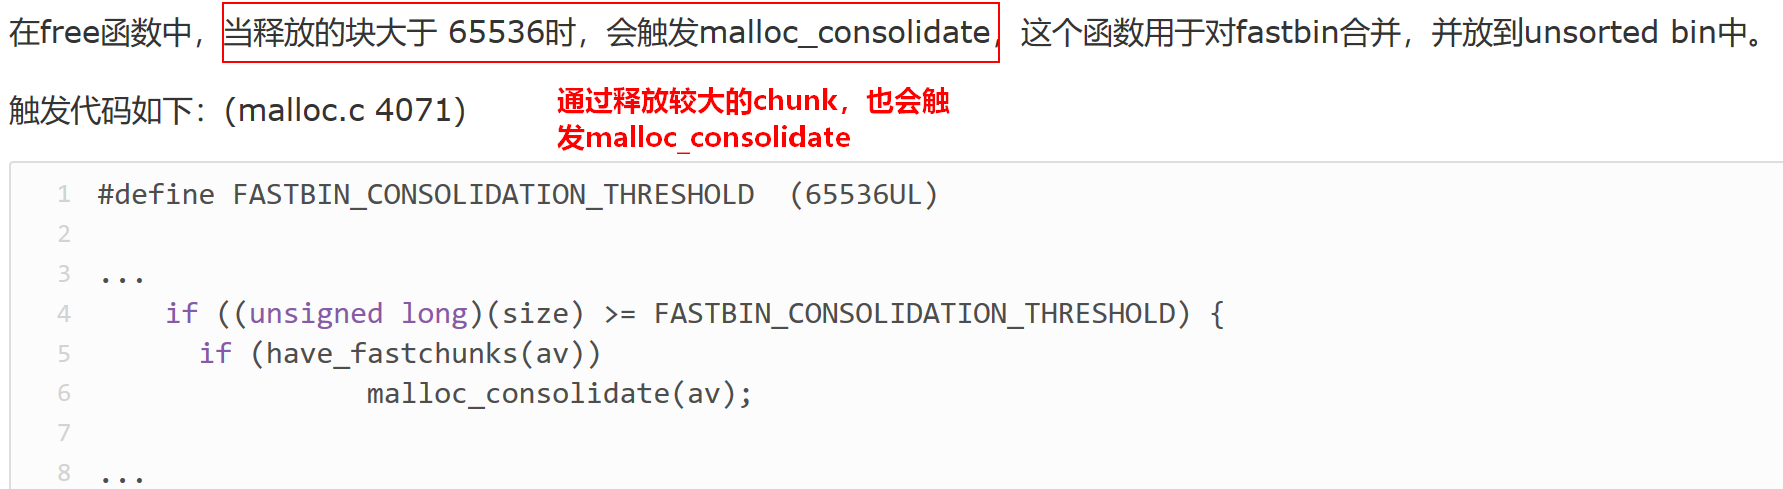 在free函数中，当释放的块大于 65536时，会触发malloc_consolidate，这个函数用于对fastbin合并，并放到unsorted bin中。
触发代码如下：(malloc.c 4071)
通过释放较大的chunk，也会触
发malloc_consolidate
1 #define FASTBIN_CONSOLIDATION_THRESHOLD  (65536UL)
2
3 ...
4     if ((unsigned long)(size) >= FASTBIN_CONSOLIDATION_THRESHOLD) {
5       if (have_fastchunks(av))
6                 malloc_consolidate(av);
7
8 ...